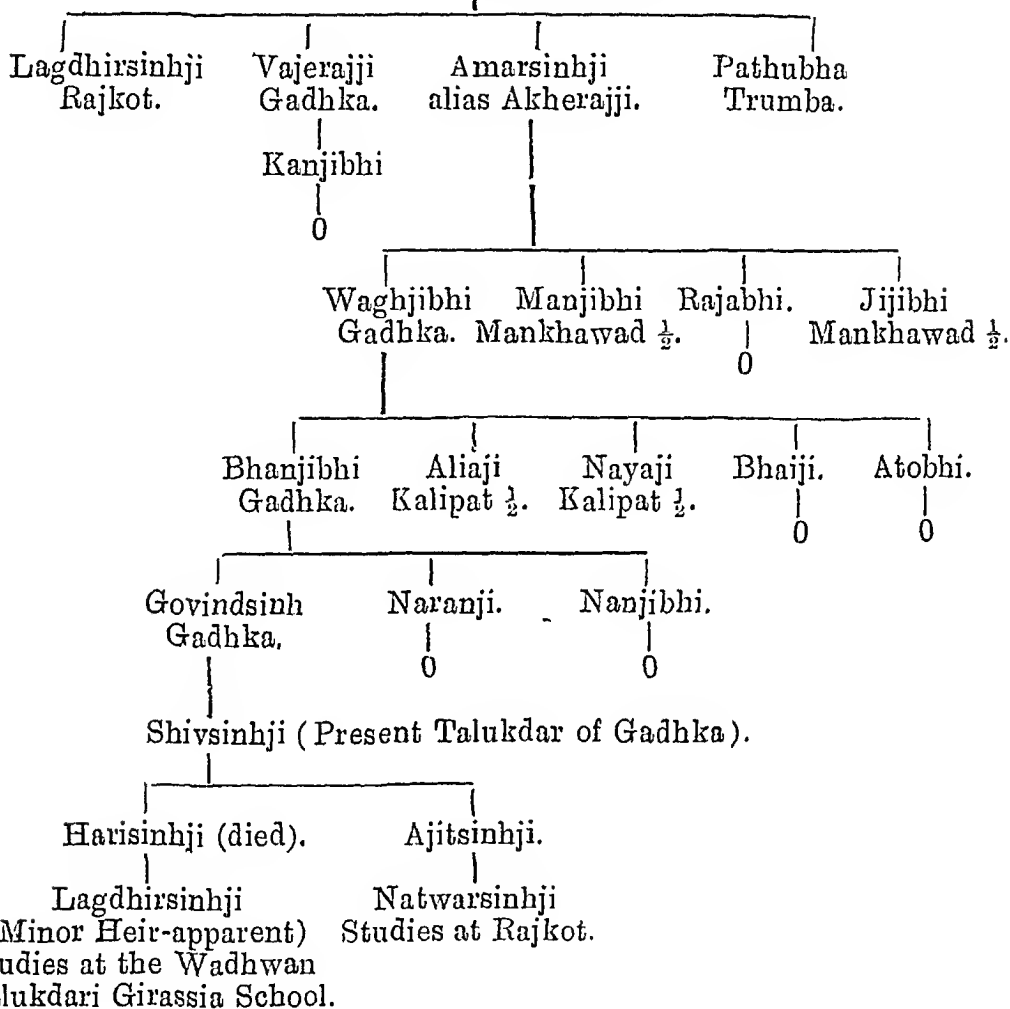 Lagdhirsinhji Vajerajji Amarsinhji Pathubha
Rajkot. Gadhka. alias Akherajji. Trumba.
Kanjibhi
0
Waghjibhi Manjibhi Rajabhi. Jijibhi
Gadhka. Mankhawad ½. Mankhawad ½.
0
Bhanjibhi Aliaji Nayaji Bhaiji. Atobhi.
Gadhka. Kalipat ½. Kalipat ½.
0 0
Govindsinh Naranji. Nanjibhi.
Gadhka.
0 0
Shivsinhji (Present Talukdar of Gadhka).
Harisinhji (died). Ajitsinhji.
Lagdhirsinhji Natwarsinhji
Minor Heir-apparent) Studies at Rajkot.
udies at the Wadhwan
lukdari Girassia School.